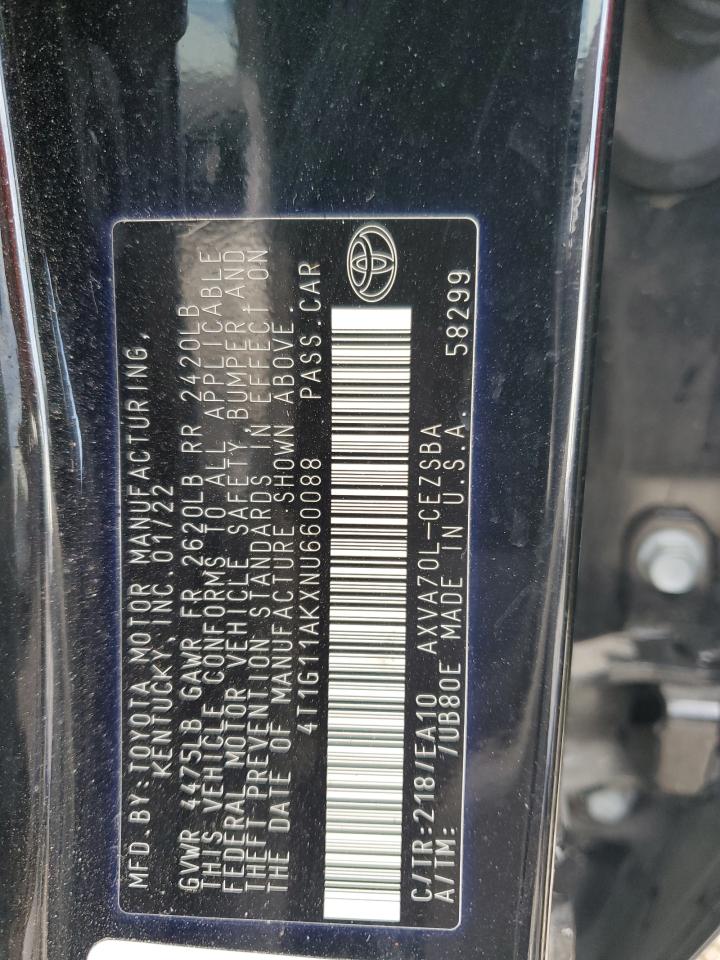 MFD.BY:TOYOTA MOTOR MANUFACTURING,
KENTUCKY, INC. 01/22
GVWR 4475LB GAWR FR 2620LB RR 2420LB
THIS VEHICLE CONFORMS TO ALL APPLICABLE
FEDERAL MOTOR VEHICLE SAFETY, BUMPER AND
THEFT PREVENTION STANDARDS IN EFFECT ON
THE DATE OF MANUFACTURE SHOWN ABOVE.
4T1G11AKXNU660088 PASS.CAR
C/TR:218/EA10 AXVA70L-CEZSBA
A/TM: /UB80E MADE IN U.S.A. 58299